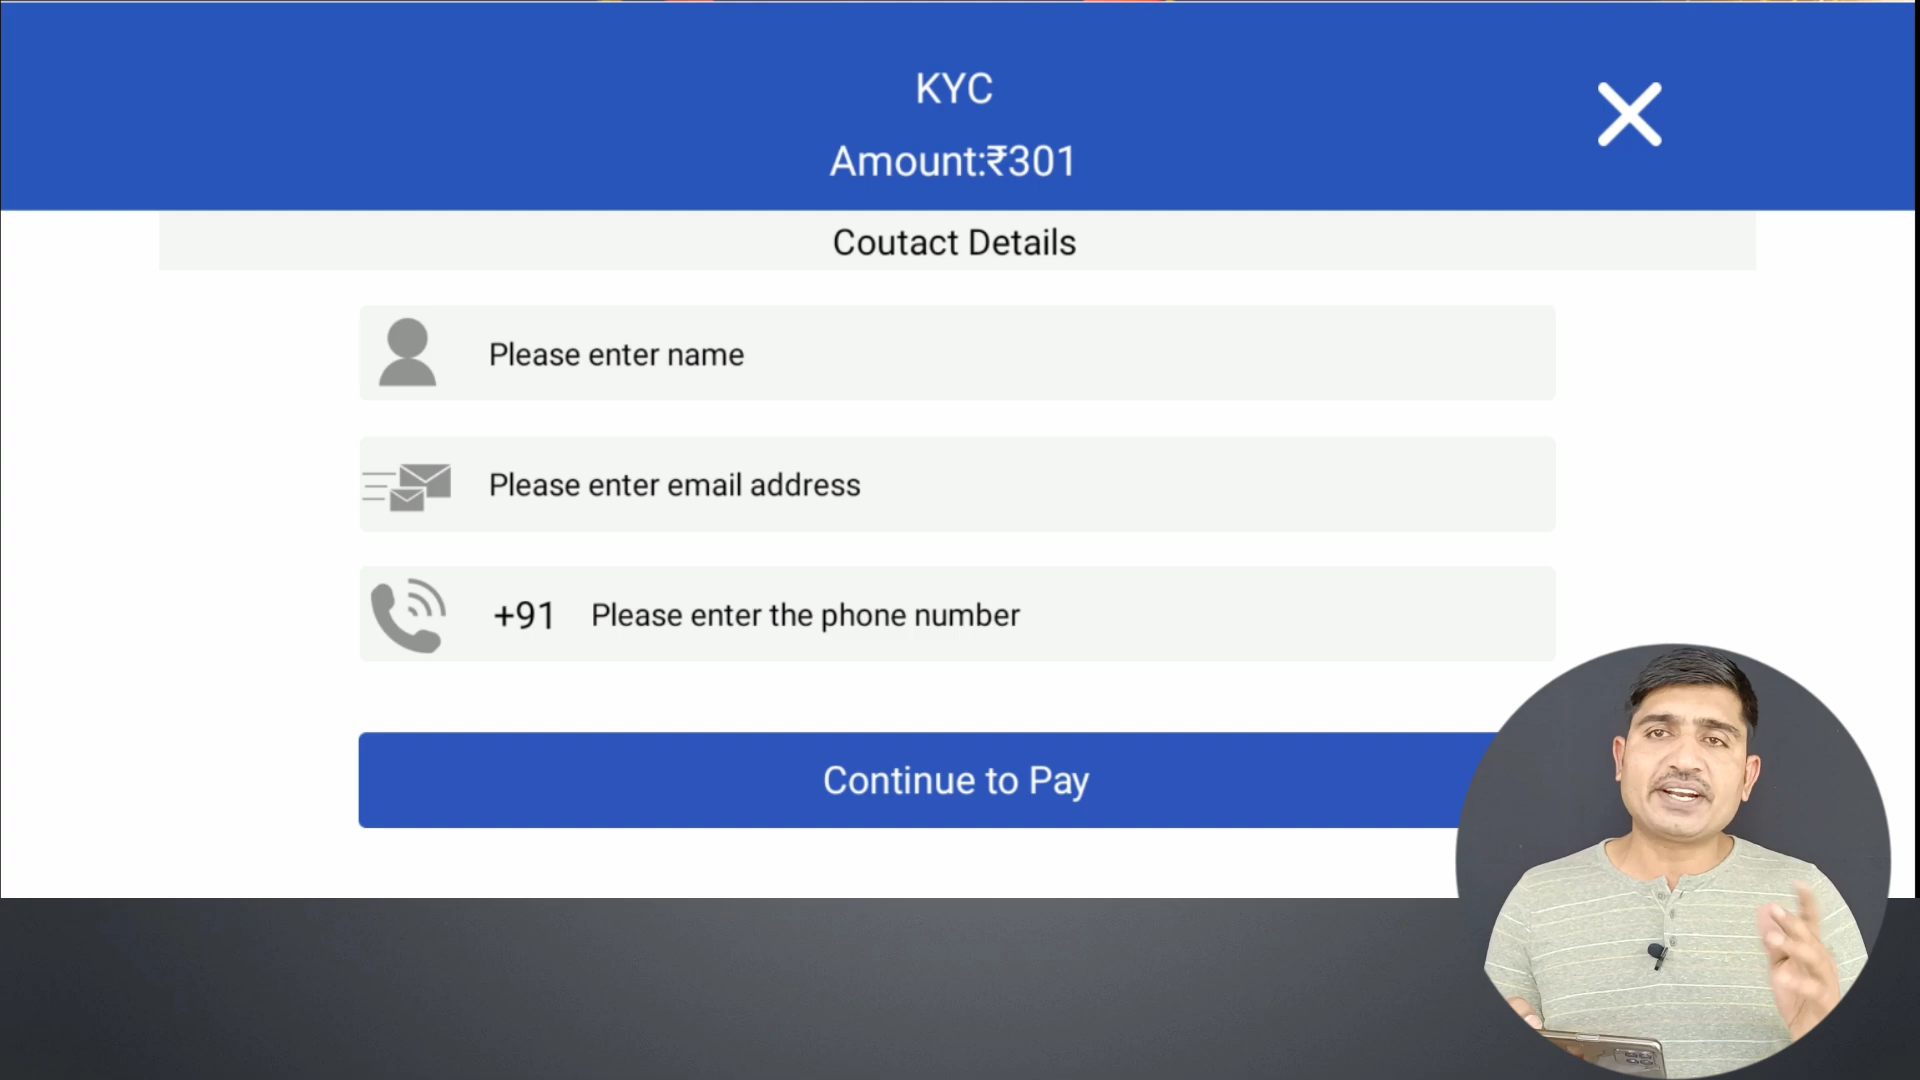 KYC
Amount:₹301
Coutact Details
Please enter name
Please enter email address
+91 Please enter the phone number
Continue to Pay